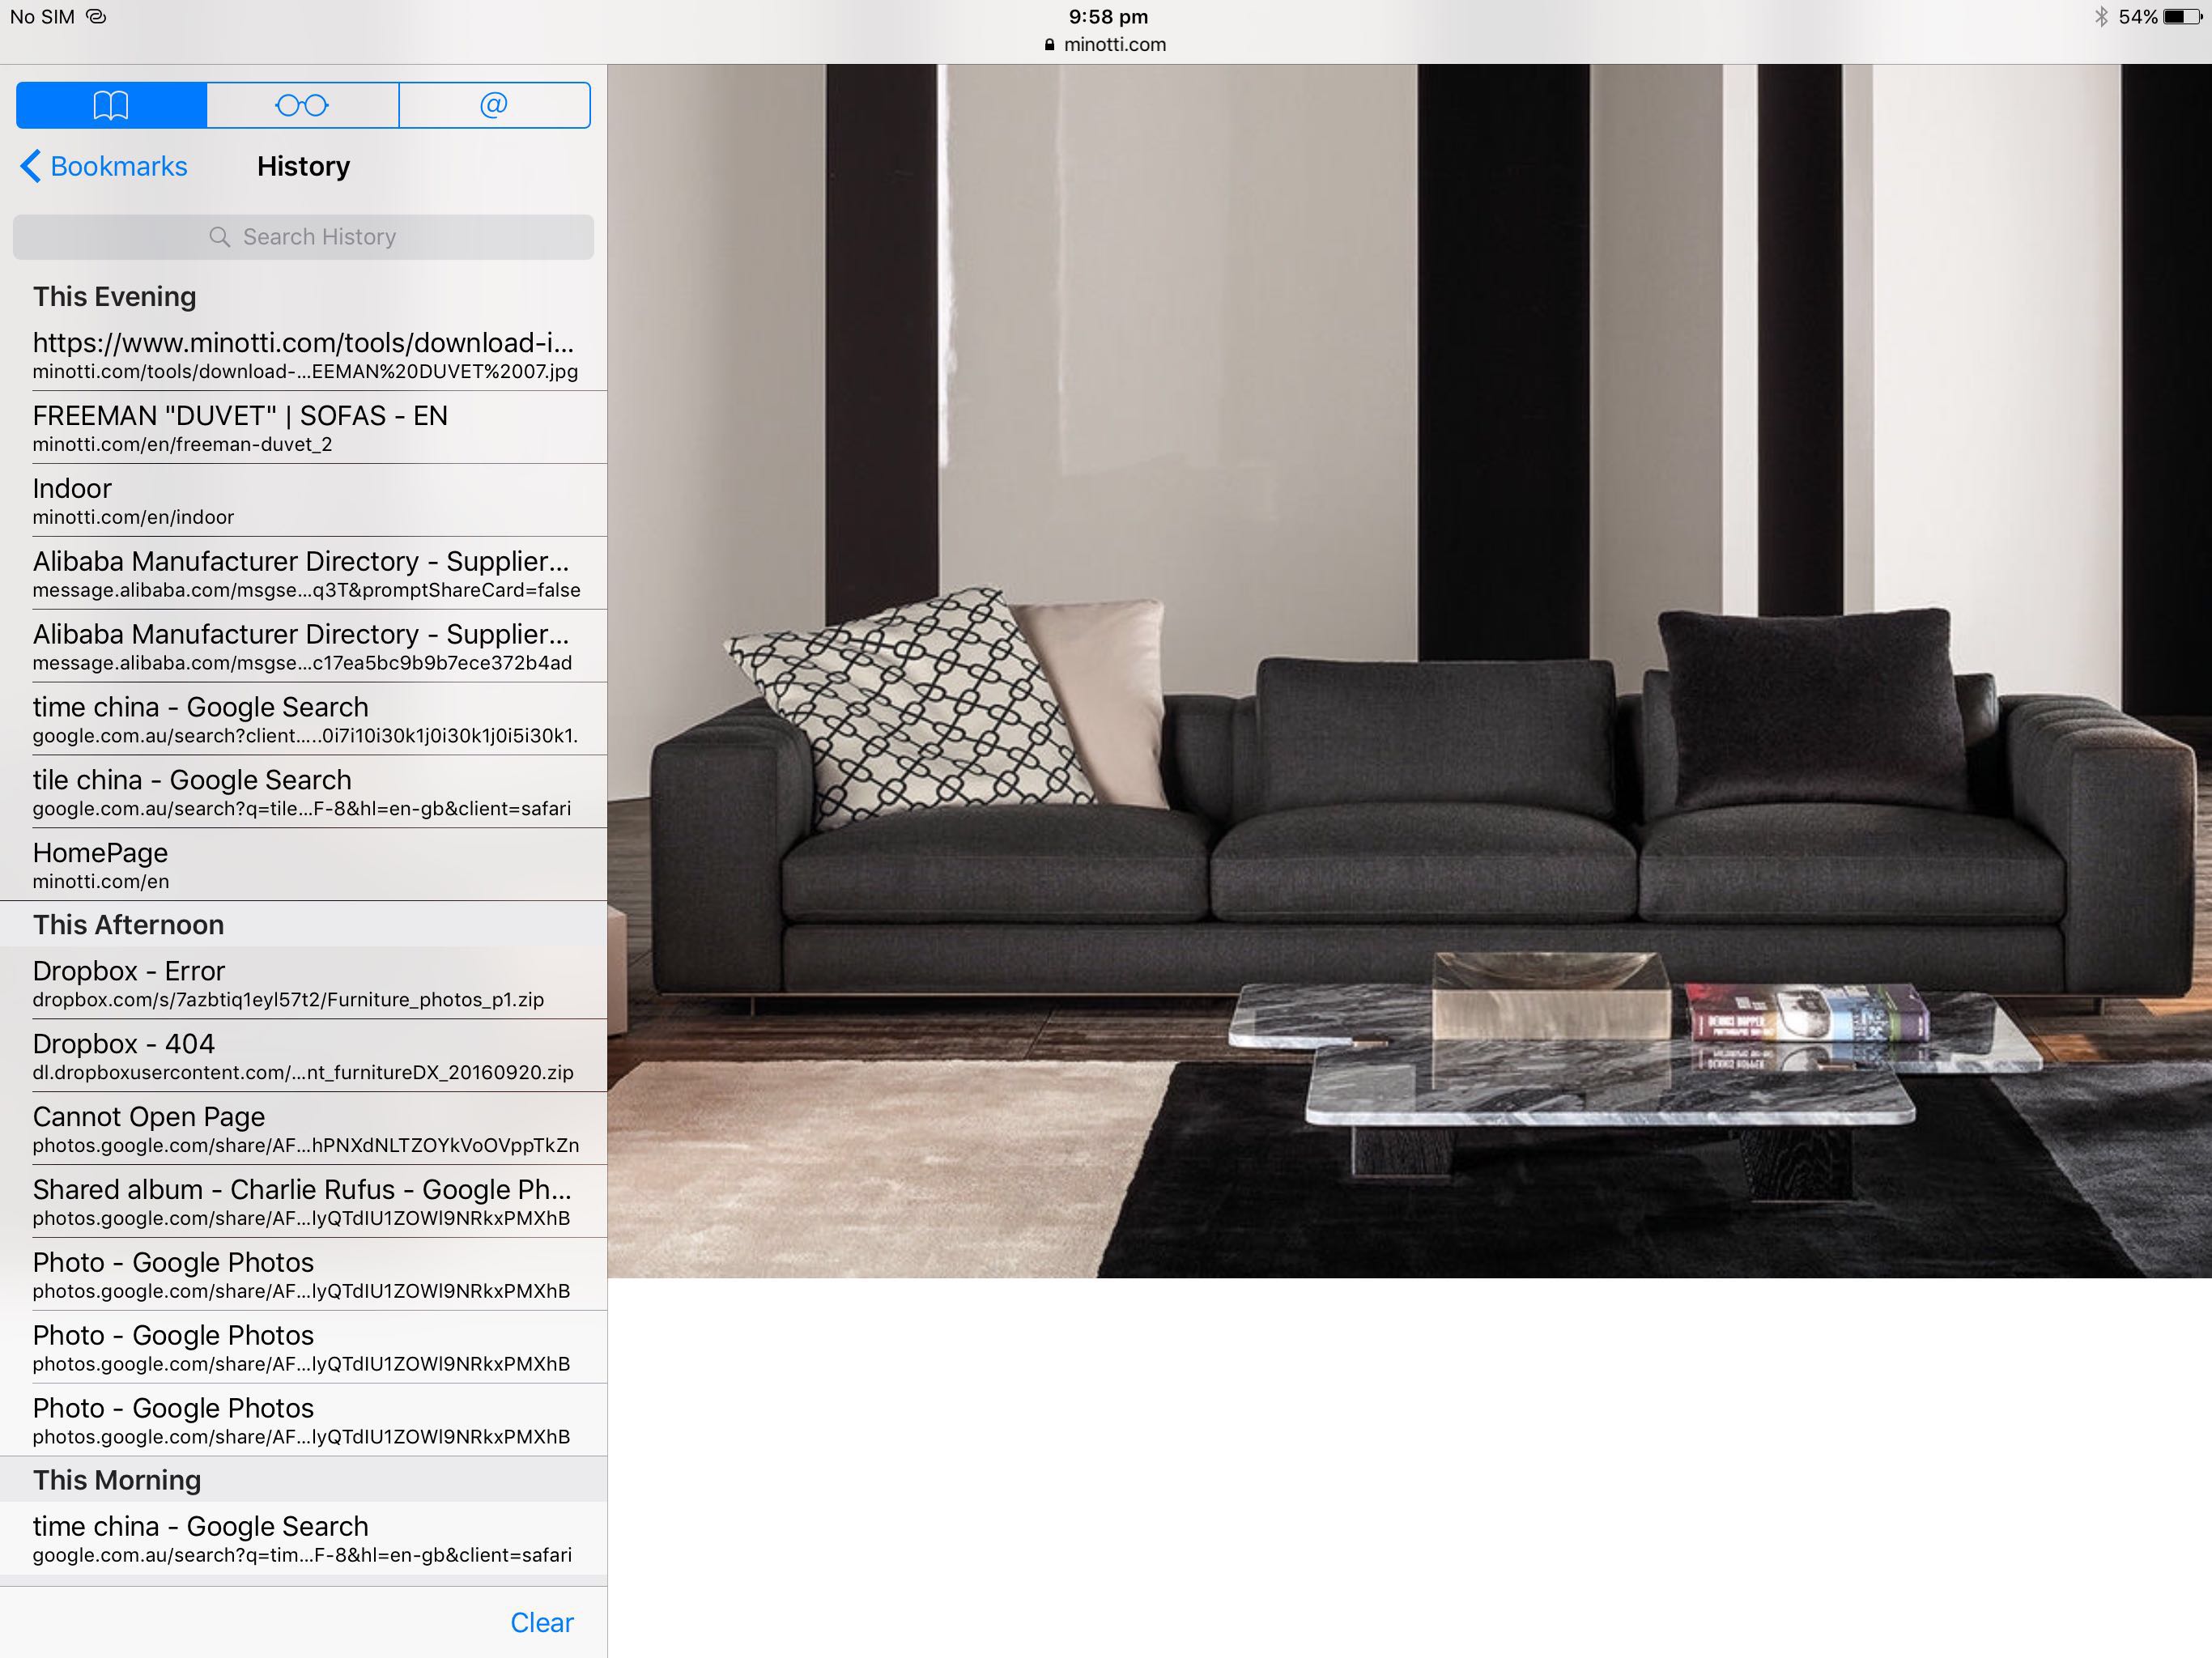 No SIM
9:58 pm
54%
minotti.com
@
Bookmarks
History
Search History
This Evening
https://www.minotti.com/tools/download-i...
minotti.com/tools/download-...EEMAN%20DUVET%2007.jpg
FREEMAN "DUVET" | SOFAS - EN
minotti.com/en/freeman-duvet_2
Indoor
minotti.com/en/indoor
Alibaba Manufacturer Directory - Supplier...
message.alibaba.com/msgse...q3T&promptShareCard=false
Alibaba Manufacturer Directory - Supplier...
message.alibaba.com/msgse...c17ea5bc9b9b7ece372b4ad
time china - Google Search
google.com.au/search?client.....0i7i10i30k1j0i30k1j0i5i30k1.
tile china - Google Search
google.com.au/search?q=tile...F-8&hl=en-gb&client=safari
HomePage
minotti.com/en
This Afternoon
Dropbox - Error
dropbox.com/s/7azbtiq1eyl57t2/Furniture_photos_p1.zip
Dropbox - 404
dl.dropboxusercontent.com/...nt_furnitureDX_20160920.zip
Cannot Open Page
photos.google.com/share/AF...hPNXdNLTZOYkVoOVppTkZn
Shared album - Charlie Rufus - Google Ph...
photos.google.com/share/AF...lyQTdIU1ZOWl9NRkxPMXhB
Photo - Google Photos
photos.google.com/share/AF...lyQTdIU1ZOWl9NRkxPMXhB
Photo - Google Photos
photos.google.com/share/AF...lyQTdIU1ZOWl9NRkxPMXhB
Photo - Google Photos
photos.google.com/share/AF...lyQTdIU1ZOWl9NRkxPMXhB
This Morning
time china - Google Search
google.com.au/search?q=tim...F-8&hl=en-gb&client=safari
Clear
DENNIS HOPPER